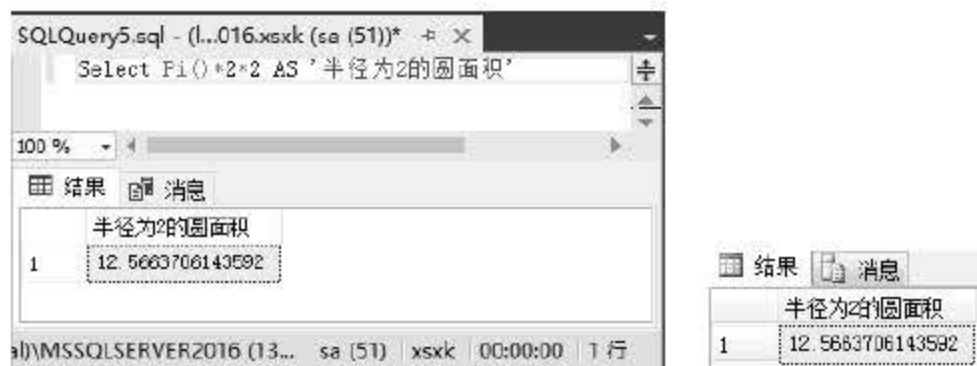 SQLQuery5.sql - (l...016.xsxk (sa (51))*
Select Pi()*2*2 AS '半径为2的圆面积'
100 %
结果 消息
半径为2的圆面积
1 12.5663706143592
al)\MSSQLSERVER2016 (13... sa (51) xsxk 00:00:00 1 行
结果 消息
半径为2的圆面积
1 12.5663706143592